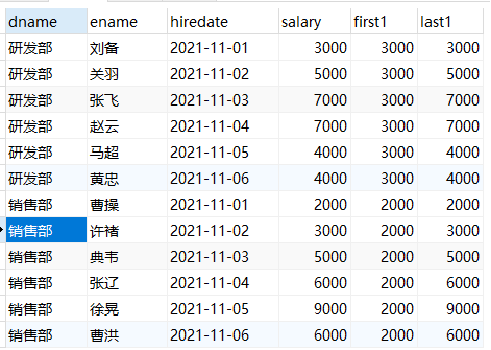 dname ename hiredate salary first1 last1
研发部 刘备 2021-11-01 3000 3000 3000
研发部 关羽 2021-11-02 5000 3000 5000
研发部 张飞 2021-11-03 7000 3000 7000
研发部 赵云 2021-11-04 7000 3000 7000
研发部 马超 2021-11-05 4000 3000 4000
研发部 黄忠 2021-11-06 4000 3000 4000
销售部 曹操 2021-11-01 2000 2000 2000
销售部 许褚 2021-11-02 3000 2000 3000
销售部 典韦 2021-11-03 5000 2000 5000
销售部 张辽 2021-11-04 6000 2000 6000
销售部 徐晃 2021-11-05 9000 2000 9000
销售部 曹洪 2021-11-06 6000 2000 6000